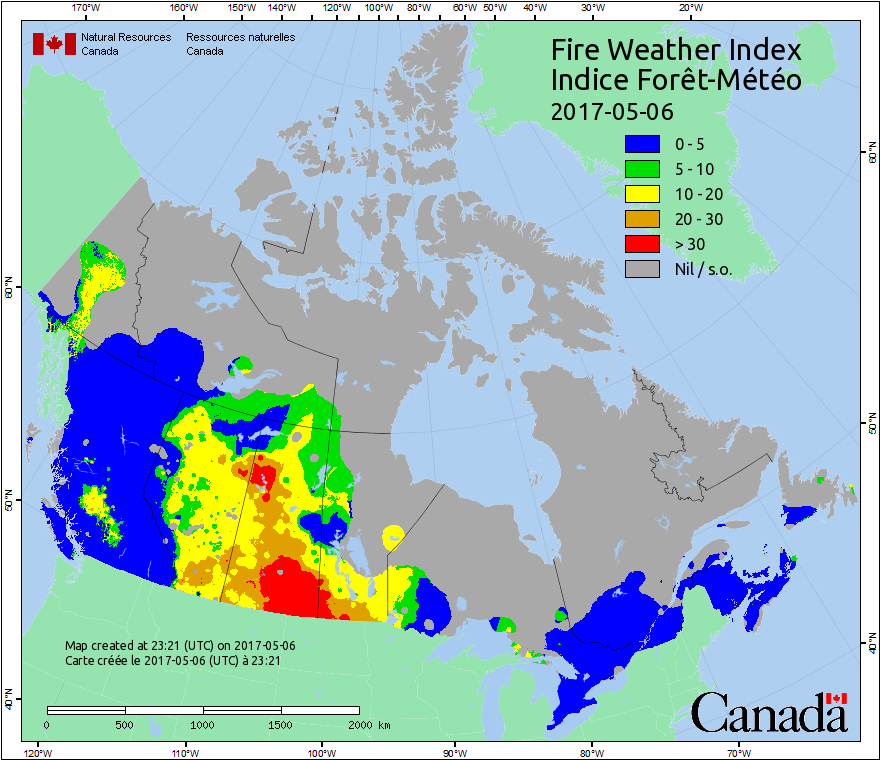 170°W 160°W 150°W 140°W 130°W 120°W 110°W 100°W 90°W 80°W 60°W 50°W 40°W 30°W 20°W
Natural Resources Canada
Ressources naturelles Canada
Fire Weather Index
Indice Forêt-Météo
2017-05-06
0 - 5
5 - 10
10 - 20
20 - 30
> 30
Nil / s.o.
60°N
50°N
40°N
60°N
50°N
40°N
Map created at 23:21 (UTC) on 2017-05-06
Carte créée le 2017-05-06 (UTC) à 23:21
0 500 1000 1500 2000 km
Canada
120°W 110°W 100°W 90°W 80°W 70°W